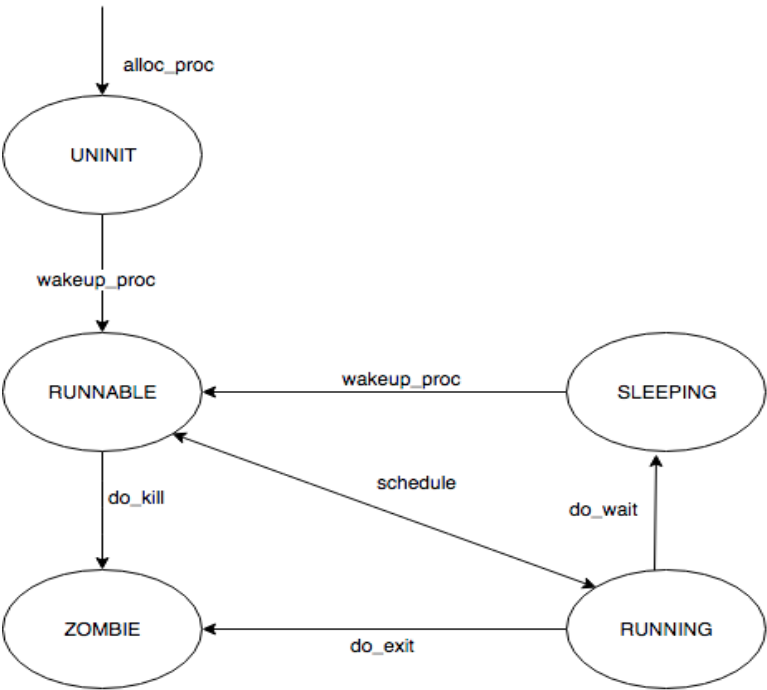 alloc_proc
UNINIT
wakeup_proc
RUNNABLE
wakeup_proc
SLEEPING
schedule
do_kill
do_wait
ZOMBIE
do_exit
RUNNING